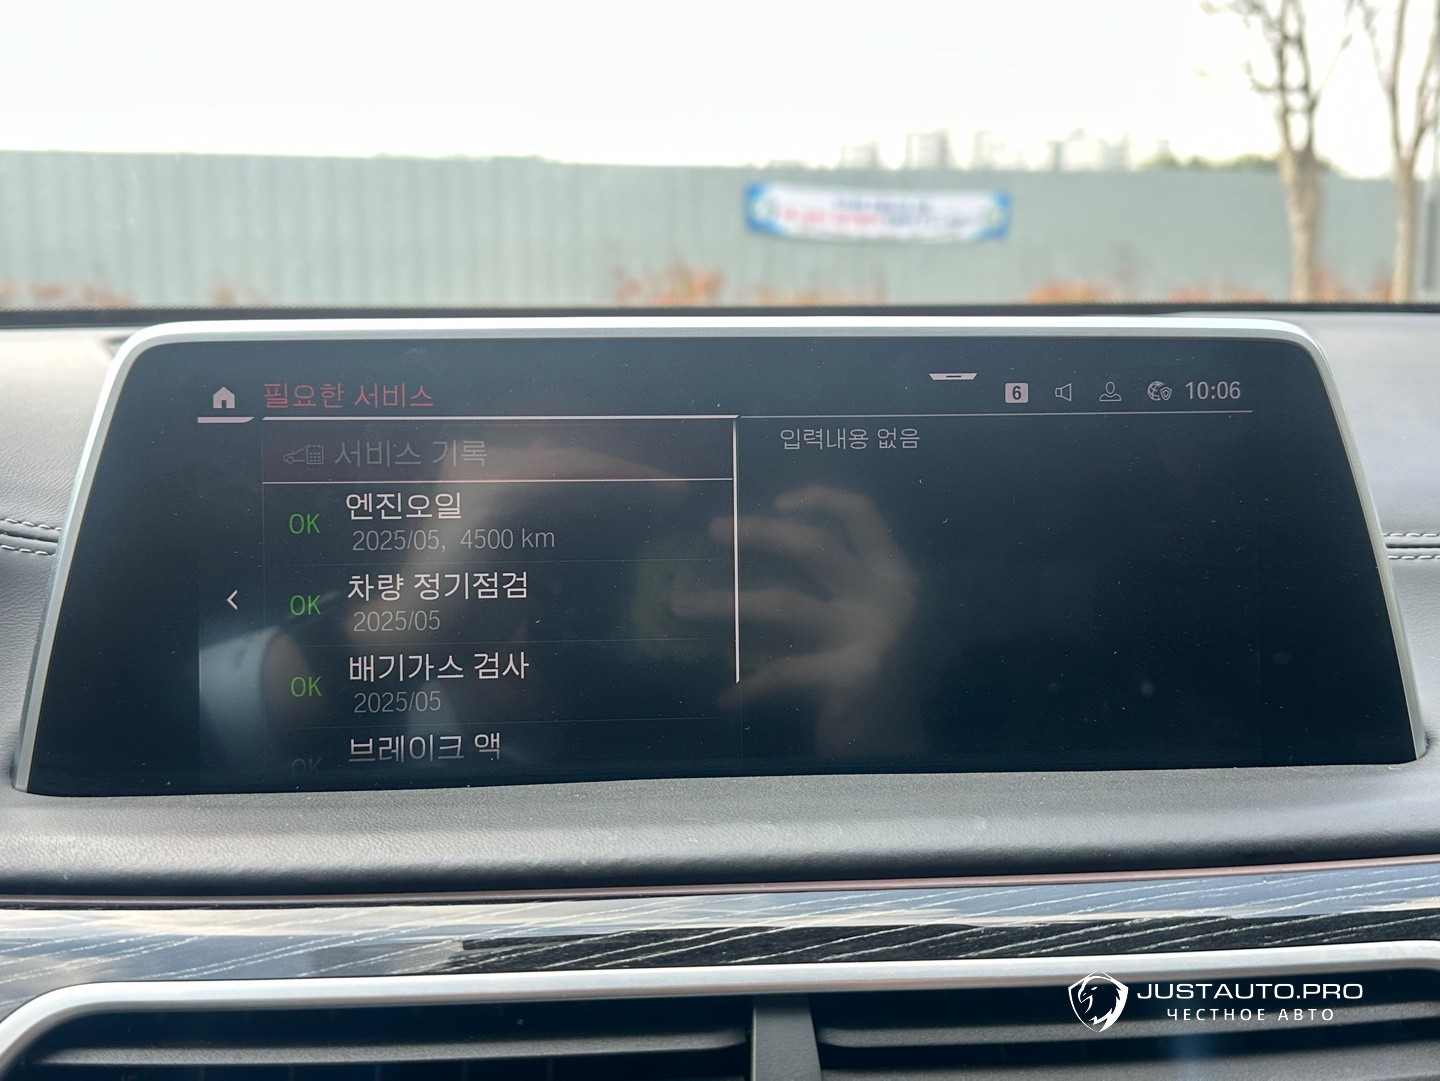 필요한 서비스
6
10:06
서비스 기록
입력내용 없음
OK
엔진오일
2025/05, 4500 km
OK
차량 정기점검
2025/05
OK
배기가스 검사
2025/05
OK
브레이크 액
JUSTAUTO.PRO
ЧЕСТНОЕ АВТО